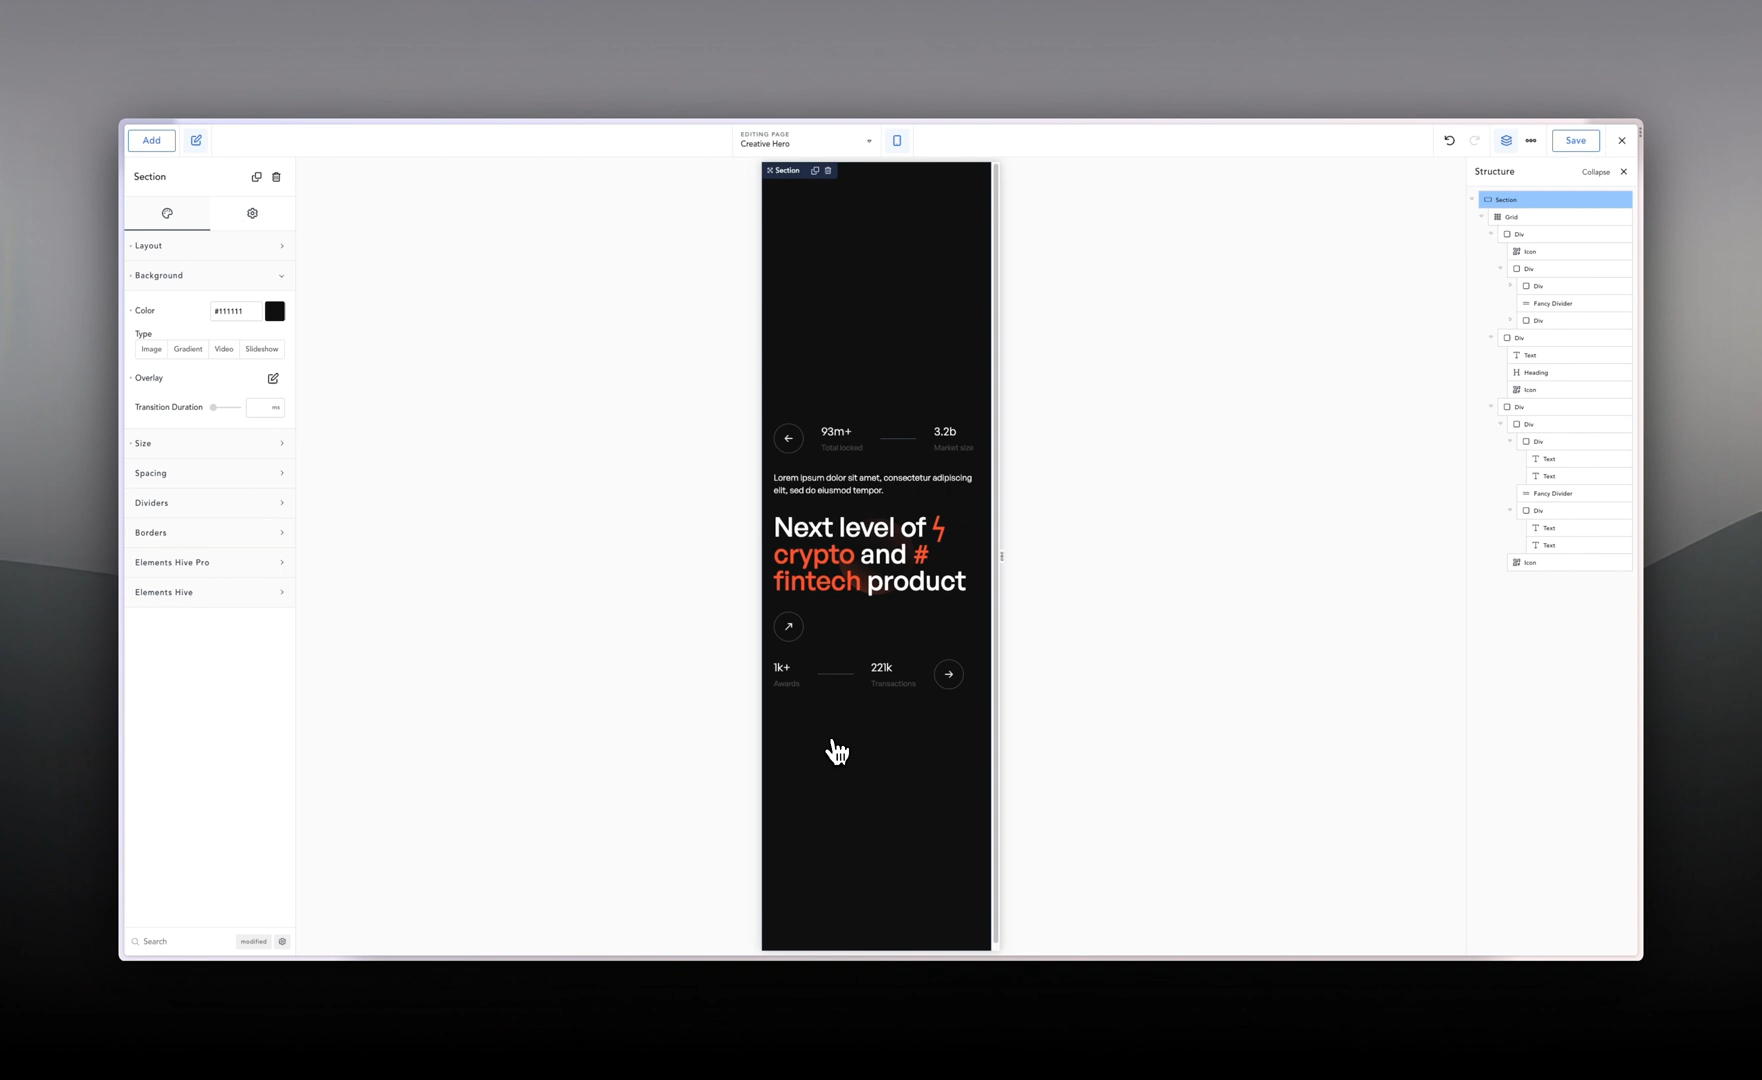 Add
EDITING PAGE
Creative Hero
Save
Section
Layout
Background
Color
#111111
Type
Image
Gradient
Video
Slideshow
Overlay
Transition Duration
ms
Size
Spacing
Dividers
Borders
Elements Hive Pro
Elements Hive
Search
modified
Section
93m+
Total locked
3.2b
Market size
Lorem ipsum dolor sit amet, consectetur adipiscing
elit, sed do eiusmod tempor.
Next level of
crypto and #
fintech product
1k+
Awards
221k
Transactions
Structure
Collapse
Section
Grid
Div
Icon
Div
Div
Fancy Divider
Div
Div
Text
Heading
Icon
Div
Div
Div
Text
Text
Fancy Divider
Div
Text
Text
Icon